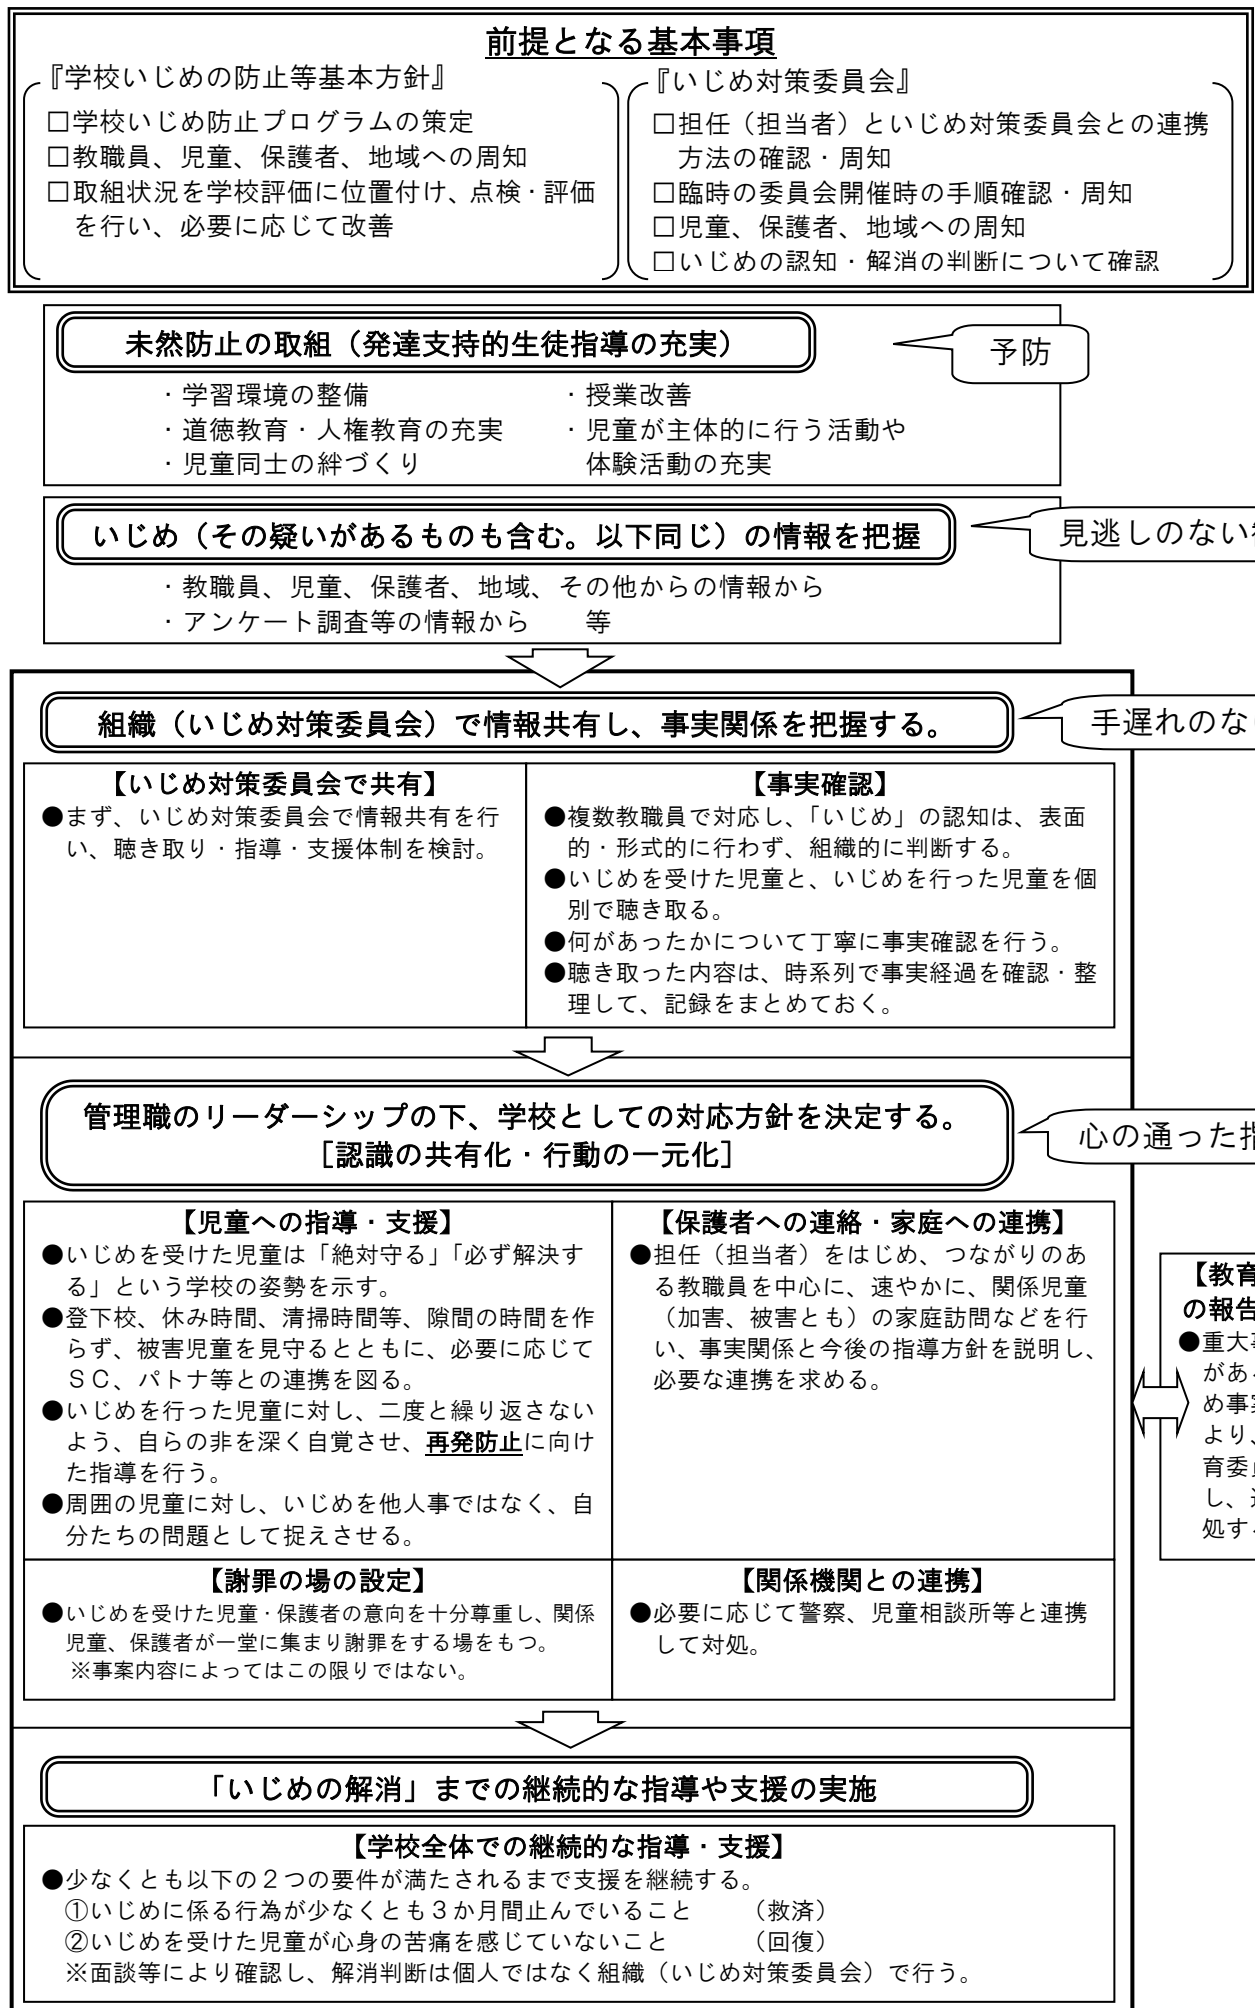 前提となる基本事項
『学校いじめの防止等基本方針』
□学校いじめ防止プログラムの策定
□教職員、児童、保護者、地域への周知
□取組状況を学校評価に位置付け、点検・評価
を行い、必要に応じて改善
『いじめ対策委員会』
□担任（担当者）といじめ対策委員会との連携
方法の確認・周知
□臨時の委員会開催時の手順確認・周知
□児童、保護者、地域への周知
□いじめの認知・解消の判断について確認
未然防止の取組（発達支持的生徒指導の充実）
予防
・学習環境の整備
・道徳教育・人権教育の充実
・児童同士の絆づくり
・授業改善
・児童が主体的に行う活動や
体験活動の充実
いじめ（その疑いがあるものも含む。以下同じ）の情報を把握
見逃しのない
・教職員、児童、保護者、地域、その他からの情報から
・アンケート調査等の情報から　　等
組織（いじめ対策委員会）で情報共有し、事実関係を把握する。
手遅れのな
【いじめ対策委員会で共有】
●まず、いじめ対策委員会で情報共有を行
い、聴き取り・指導・支援体制を検討。
【事実確認】
●複数教職員で対応し、「いじめ」の認知は、表面
的・形式的に行わず、組織的に判断する。
●いじめを受けた児童と、いじめを行った児童を個
別で聴き取る。
●何があったかについて丁寧に事実確認を行う。
●聴き取った内容は、時系列で事実経過を確認・整
理して、記録をまとめておく。
管理職のリーダーシップの下、学校としての対応方針を決定する。
［認識の共有化・行動の一元化］
心の通った指
【児童への指導・支援】
●いじめを受けた児童は「絶対守る」「必ず解決す
る」という学校の姿勢を示す。
●登下校、休み時間、清掃時間等、隙間の時間を作
らず、被害児童を見守るとともに、必要に応じて
ＳＣ、パトナ等との連携を図る。
●いじめを行った児童に対し、二度と繰り返さない
よう、自らの非を深く自覚させ、再発防止に向け
た指導を行う。
●周囲の児童に対し、いじめを他人事ではなく、自
分たちの問題として捉えさせる。
【保護者への連絡・家庭への連携】
●担任（担当者）をはじめ、つながりのあ
る教職員を中心に、速やかに、関係児童
（加害、被害とも）の家庭訪問などを行
い、事実関係と今後の指導方針を説明し、
必要な連携を求める。
【教育
の報告
●重大事
がある
め事案
より、
育委員
し、
処する
【謝罪の場の設定】
●いじめを受けた児童・保護者の意向を十分尊重し、関係
児童、保護者が一堂に集まり謝罪をする場をもつ。
※事案内容によってはこの限りではない。
【関係機関との連携】
●必要に応じて警察、児童相談所等と連携
して対処。
「いじめの解消」までの継続的な指導や支援の実施
【学校全体での継続的な指導・支援】
●少なくとも以下の２つの要件が満たされるまで支援を継続する。
①いじめに係る行為が少なくとも３か月間止んでいること　　（救済）
②いじめを受けた児童が心身の苦痛を感じていないこと　　　（回復）
※面談等により確認し、解消判断は個人ではなく組織（いじめ対策委員会）で行う。